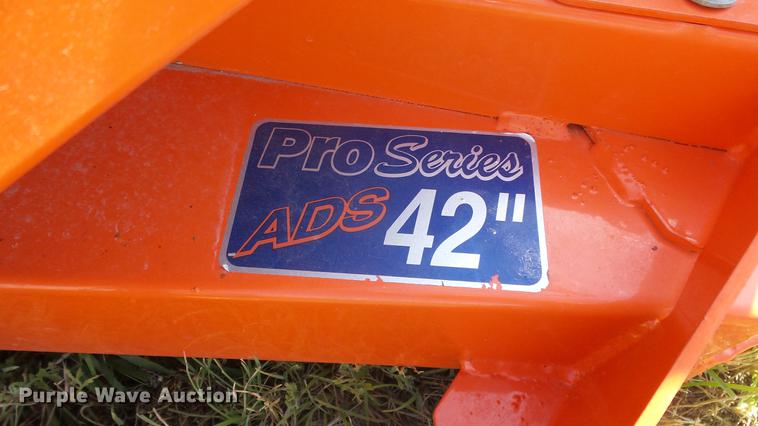 Pro Series
ADS 42"
Purple Wave Auction